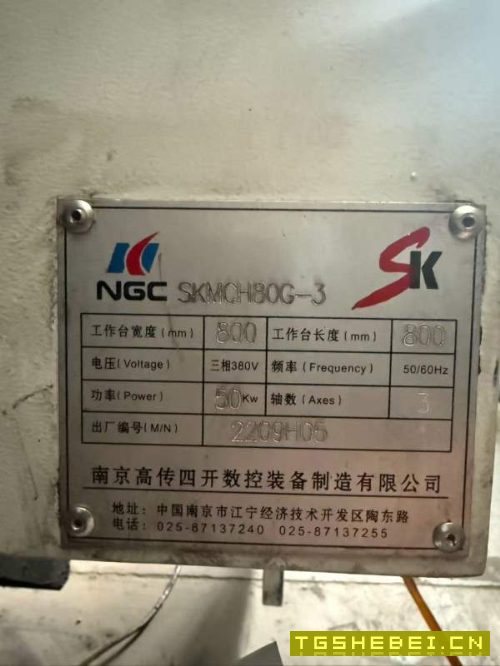 NGC SKMCH80G-3 SK
工作台宽度(mm) 800 工作台长度(mm) 800
电压(Voltage) 三相380V 频率(Frequency) 50/60Hz
功率(Power) 50Kw 轴数(Axes) 3
出厂编号(M/N) 2209H05
南京高传四开数控装备制造有限公司
地址: 中国南京市江宁经济技术开发区陶东路
电话: 025-87137240 025-87137255
TGSHEBEI.CN